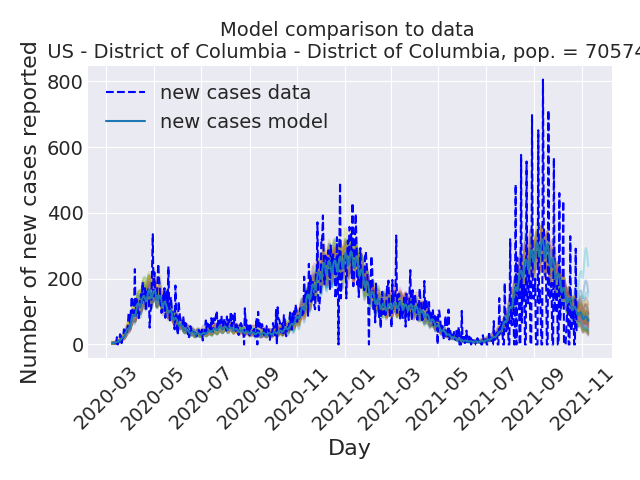 Model comparison to data
US - District of Columbia - District of Columbia, pop. = 70574
Number of new cases reported
new cases data
new cases model
800
600
400
200
0
2020-03
2020-05
2020-07
2020-09
2020-11
2021-01
2021-03
2021-05
2021-07
2021-09
2021-11
Day